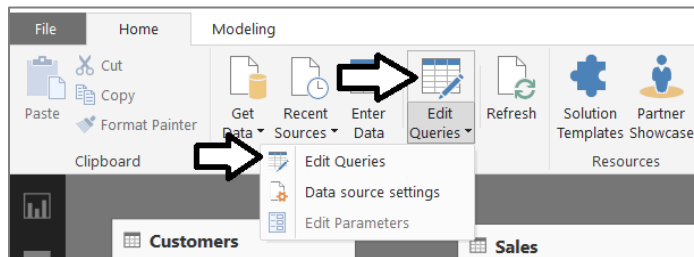 File Home Modeling
Cut
Copy
Format Painter
Paste
Clipboard
Get Data
Recent Sources
Enter Data
Edit Queries
Refresh
Solution Templates
Partner Showcase
Resources
Edit Queries
Data source settings
Edit Parameters
Customers
Sales